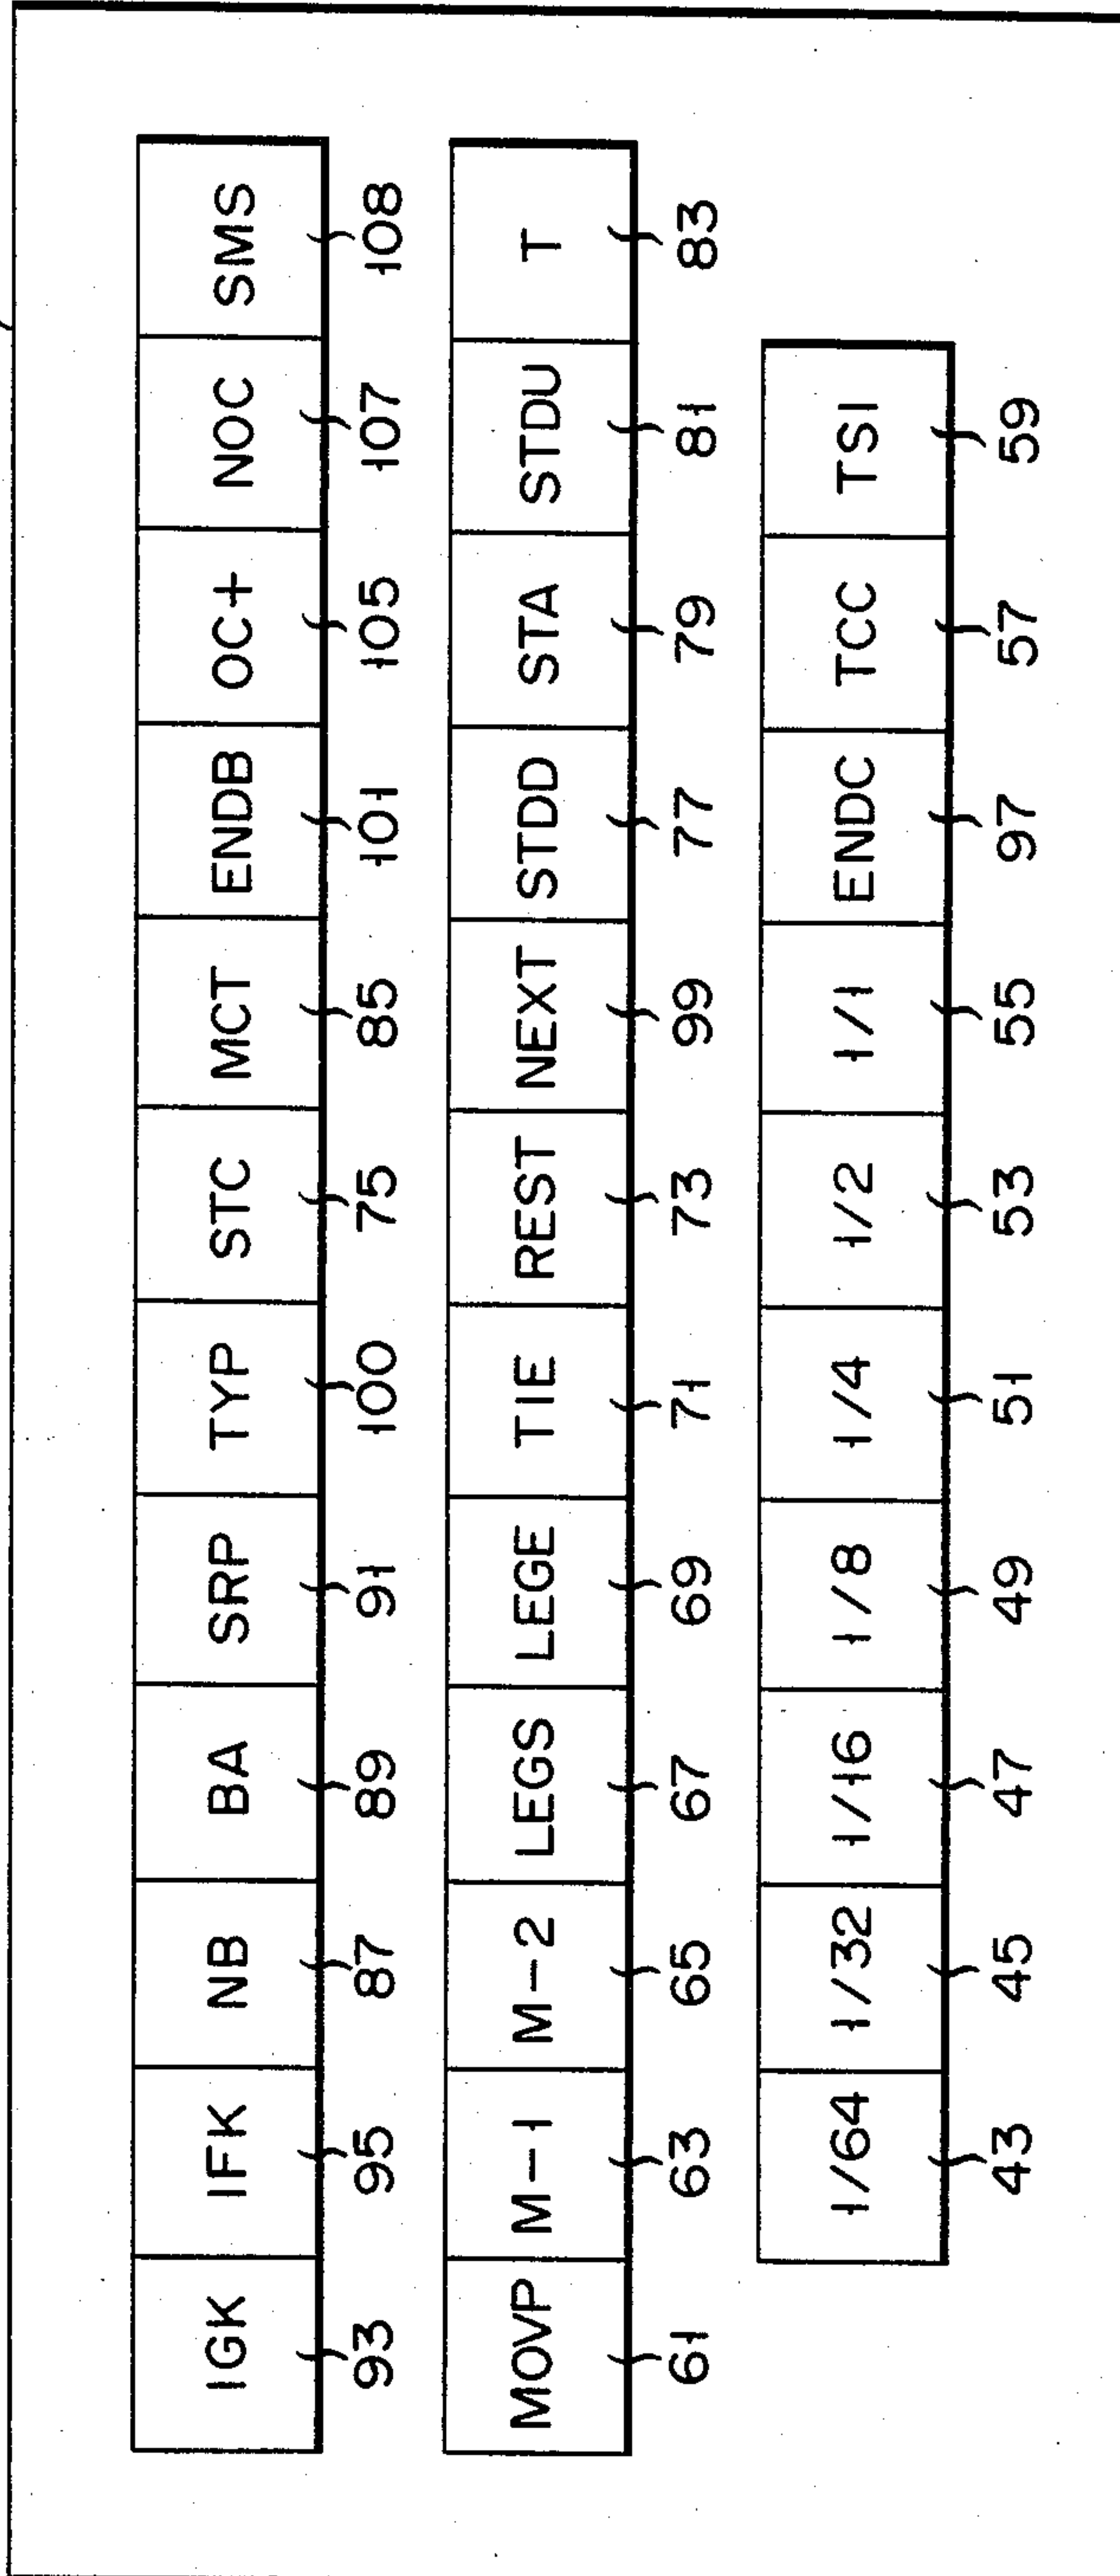 IGK IFK NB BA SRP TYP STC MCT ENDB OC+ NOC SMS
93 95 87 89 91 100 75 85 101 105 107 108
MOVP M-1 M-2 LEGS LEGE TIE REST NEXT STDD STA STDU T
61 63 65 67 69 71 73 99 77 79 81 83
1/64 1/32 1/16 1/8 1/4 1/2 1/1 ENDC TCC TSI
43 45 47 49 51 53 55 97 57 59